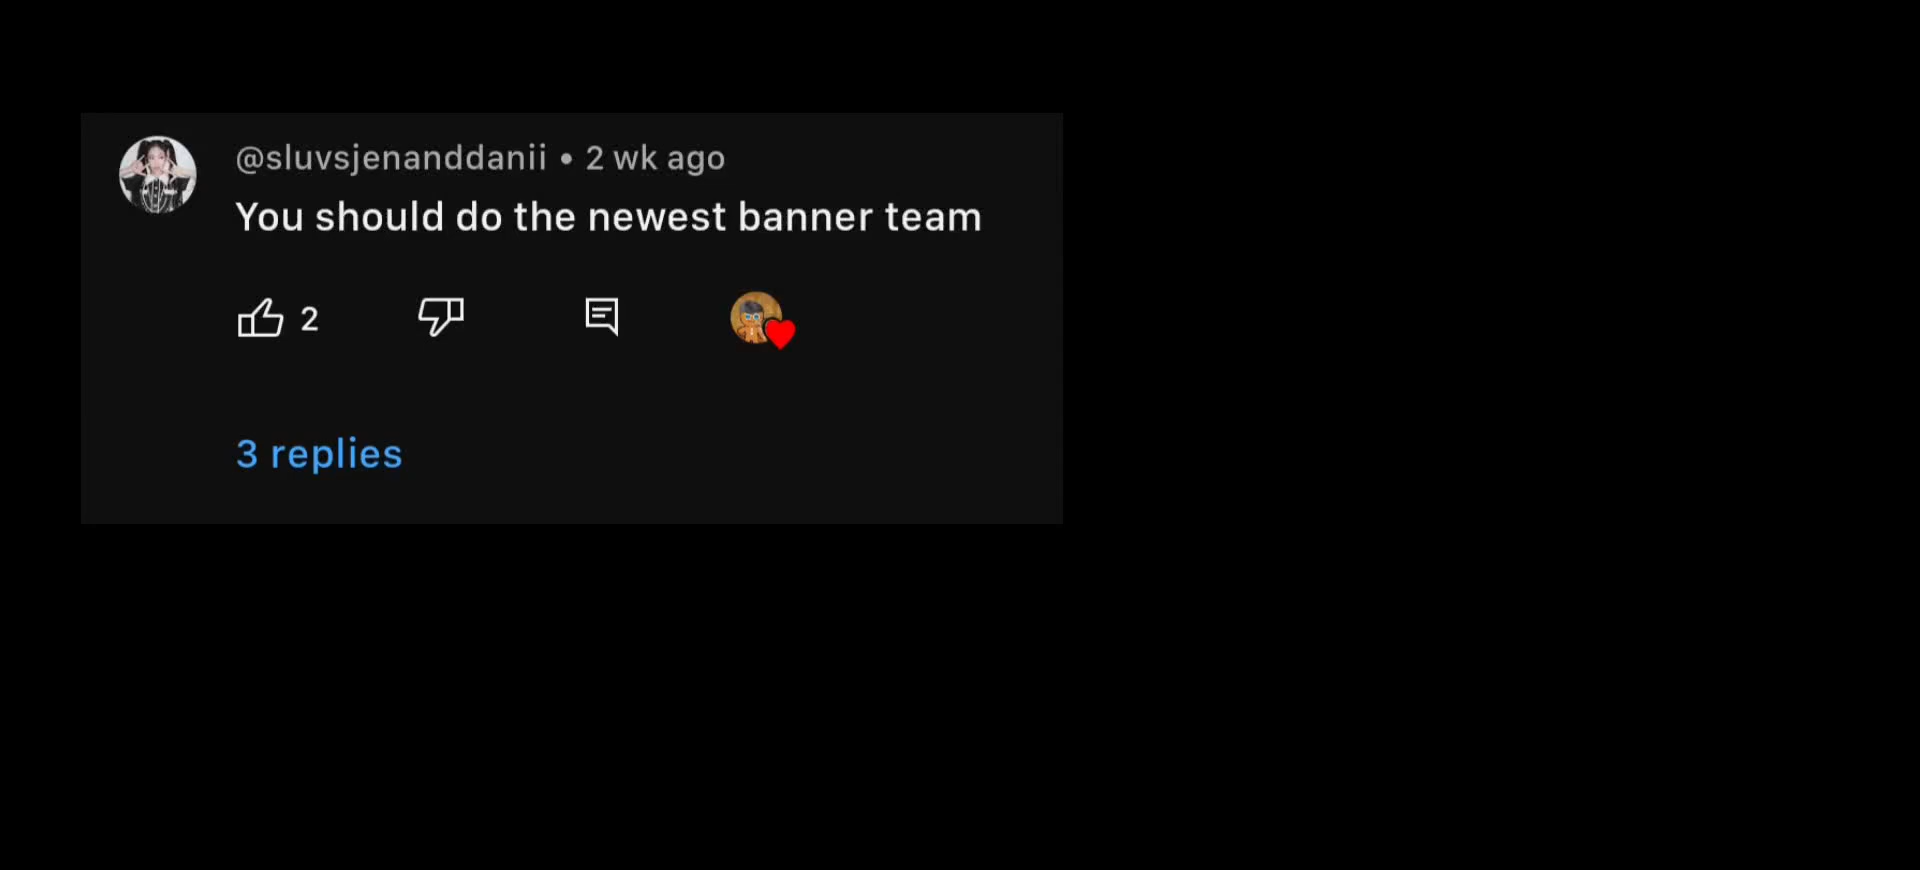 @sluvsjenanddanii • 2 wk ago
You should do the newest banner team
2
3 replies